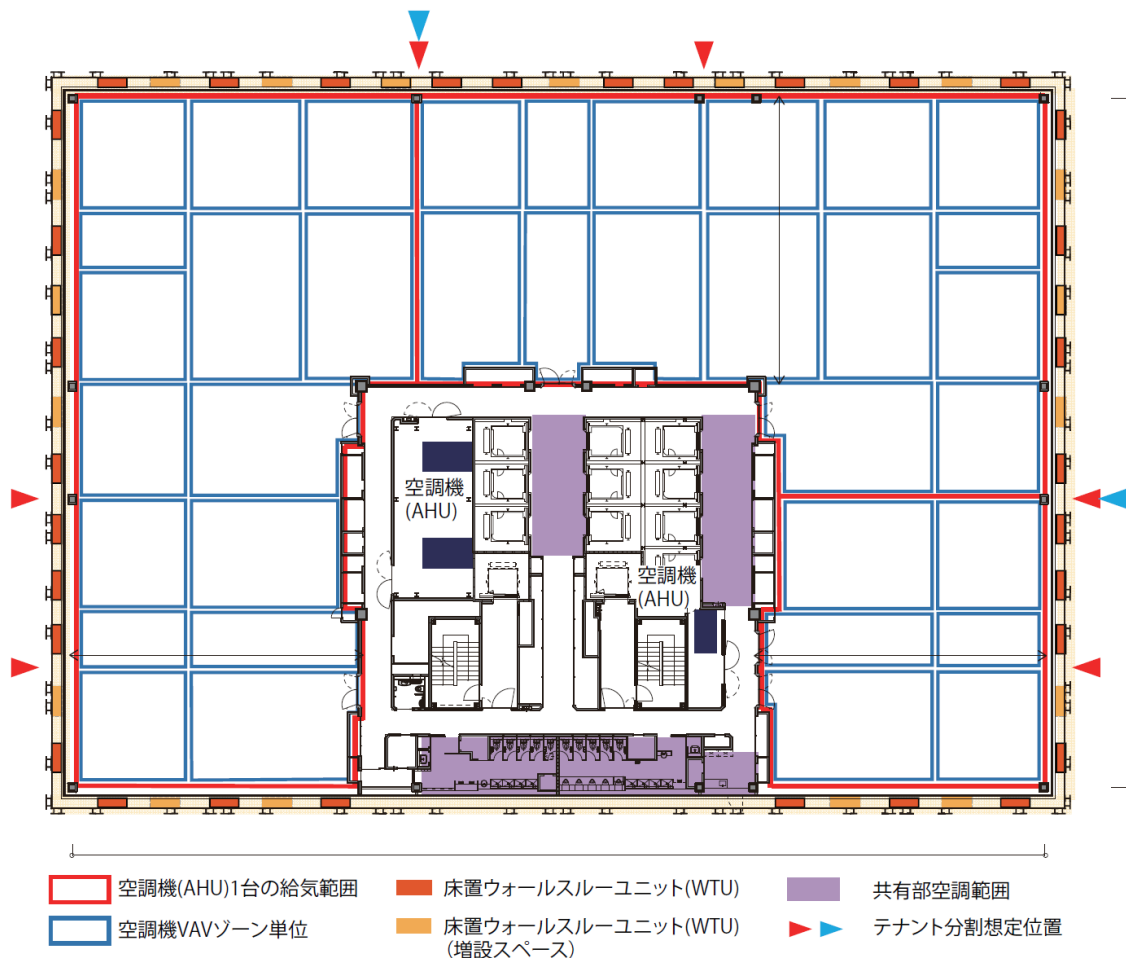 空調機
(AHU)
空調機
(AHU)
空調機(AHU)1台の給気範囲
床置ウォールスルーユニット(WTU)
共有部空調範囲
空調機VAVゾーン単位
床置ウォールスルーユニット(WTU)
(増設スペース)
テナント分割想定位置